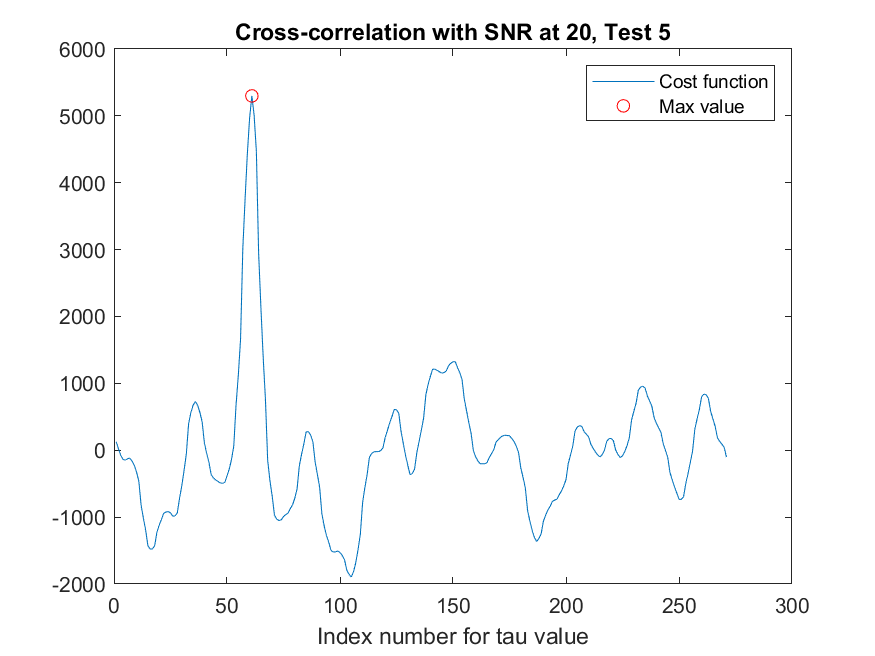 Cross-correlation with SNR at 20, Test 5
6000
5000
4000
3000
2000
1000
0
-1000
-2000
0 50 100 150 200 250 300
Index number for tau value
Cost function
Max value